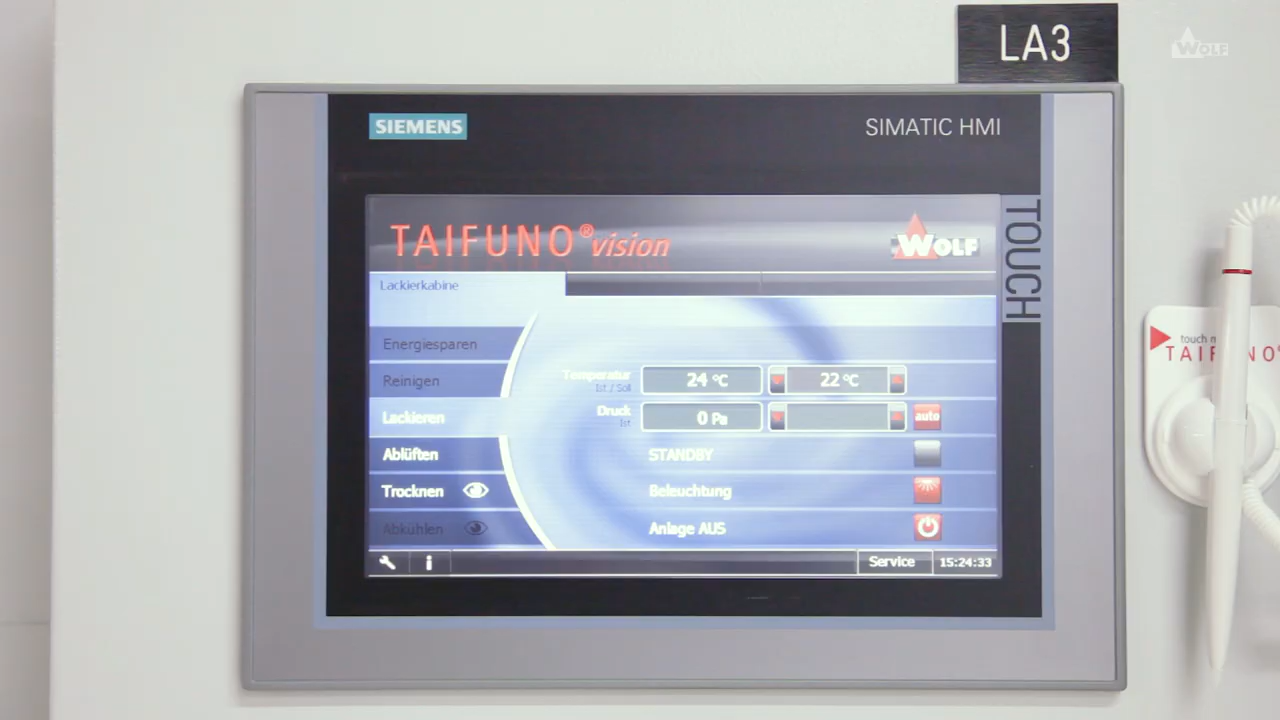 LA3
WOLF
SIEMENS
SIMATIC HMI
TOUCH
TAIFUNO®vision
WOLF
Lackierkabine
Energiesparen
Reinigen
Lackieren
Ablüften
Trocknen
Abkühlen
Temperatur
Ist / Soll
24 °C
22 °C
Druck
Ist
0 Pa
auto
STANDBY
Beleuchtung
Anlage AUS
i
Service
15:24:33
touch
TAIFUNO®